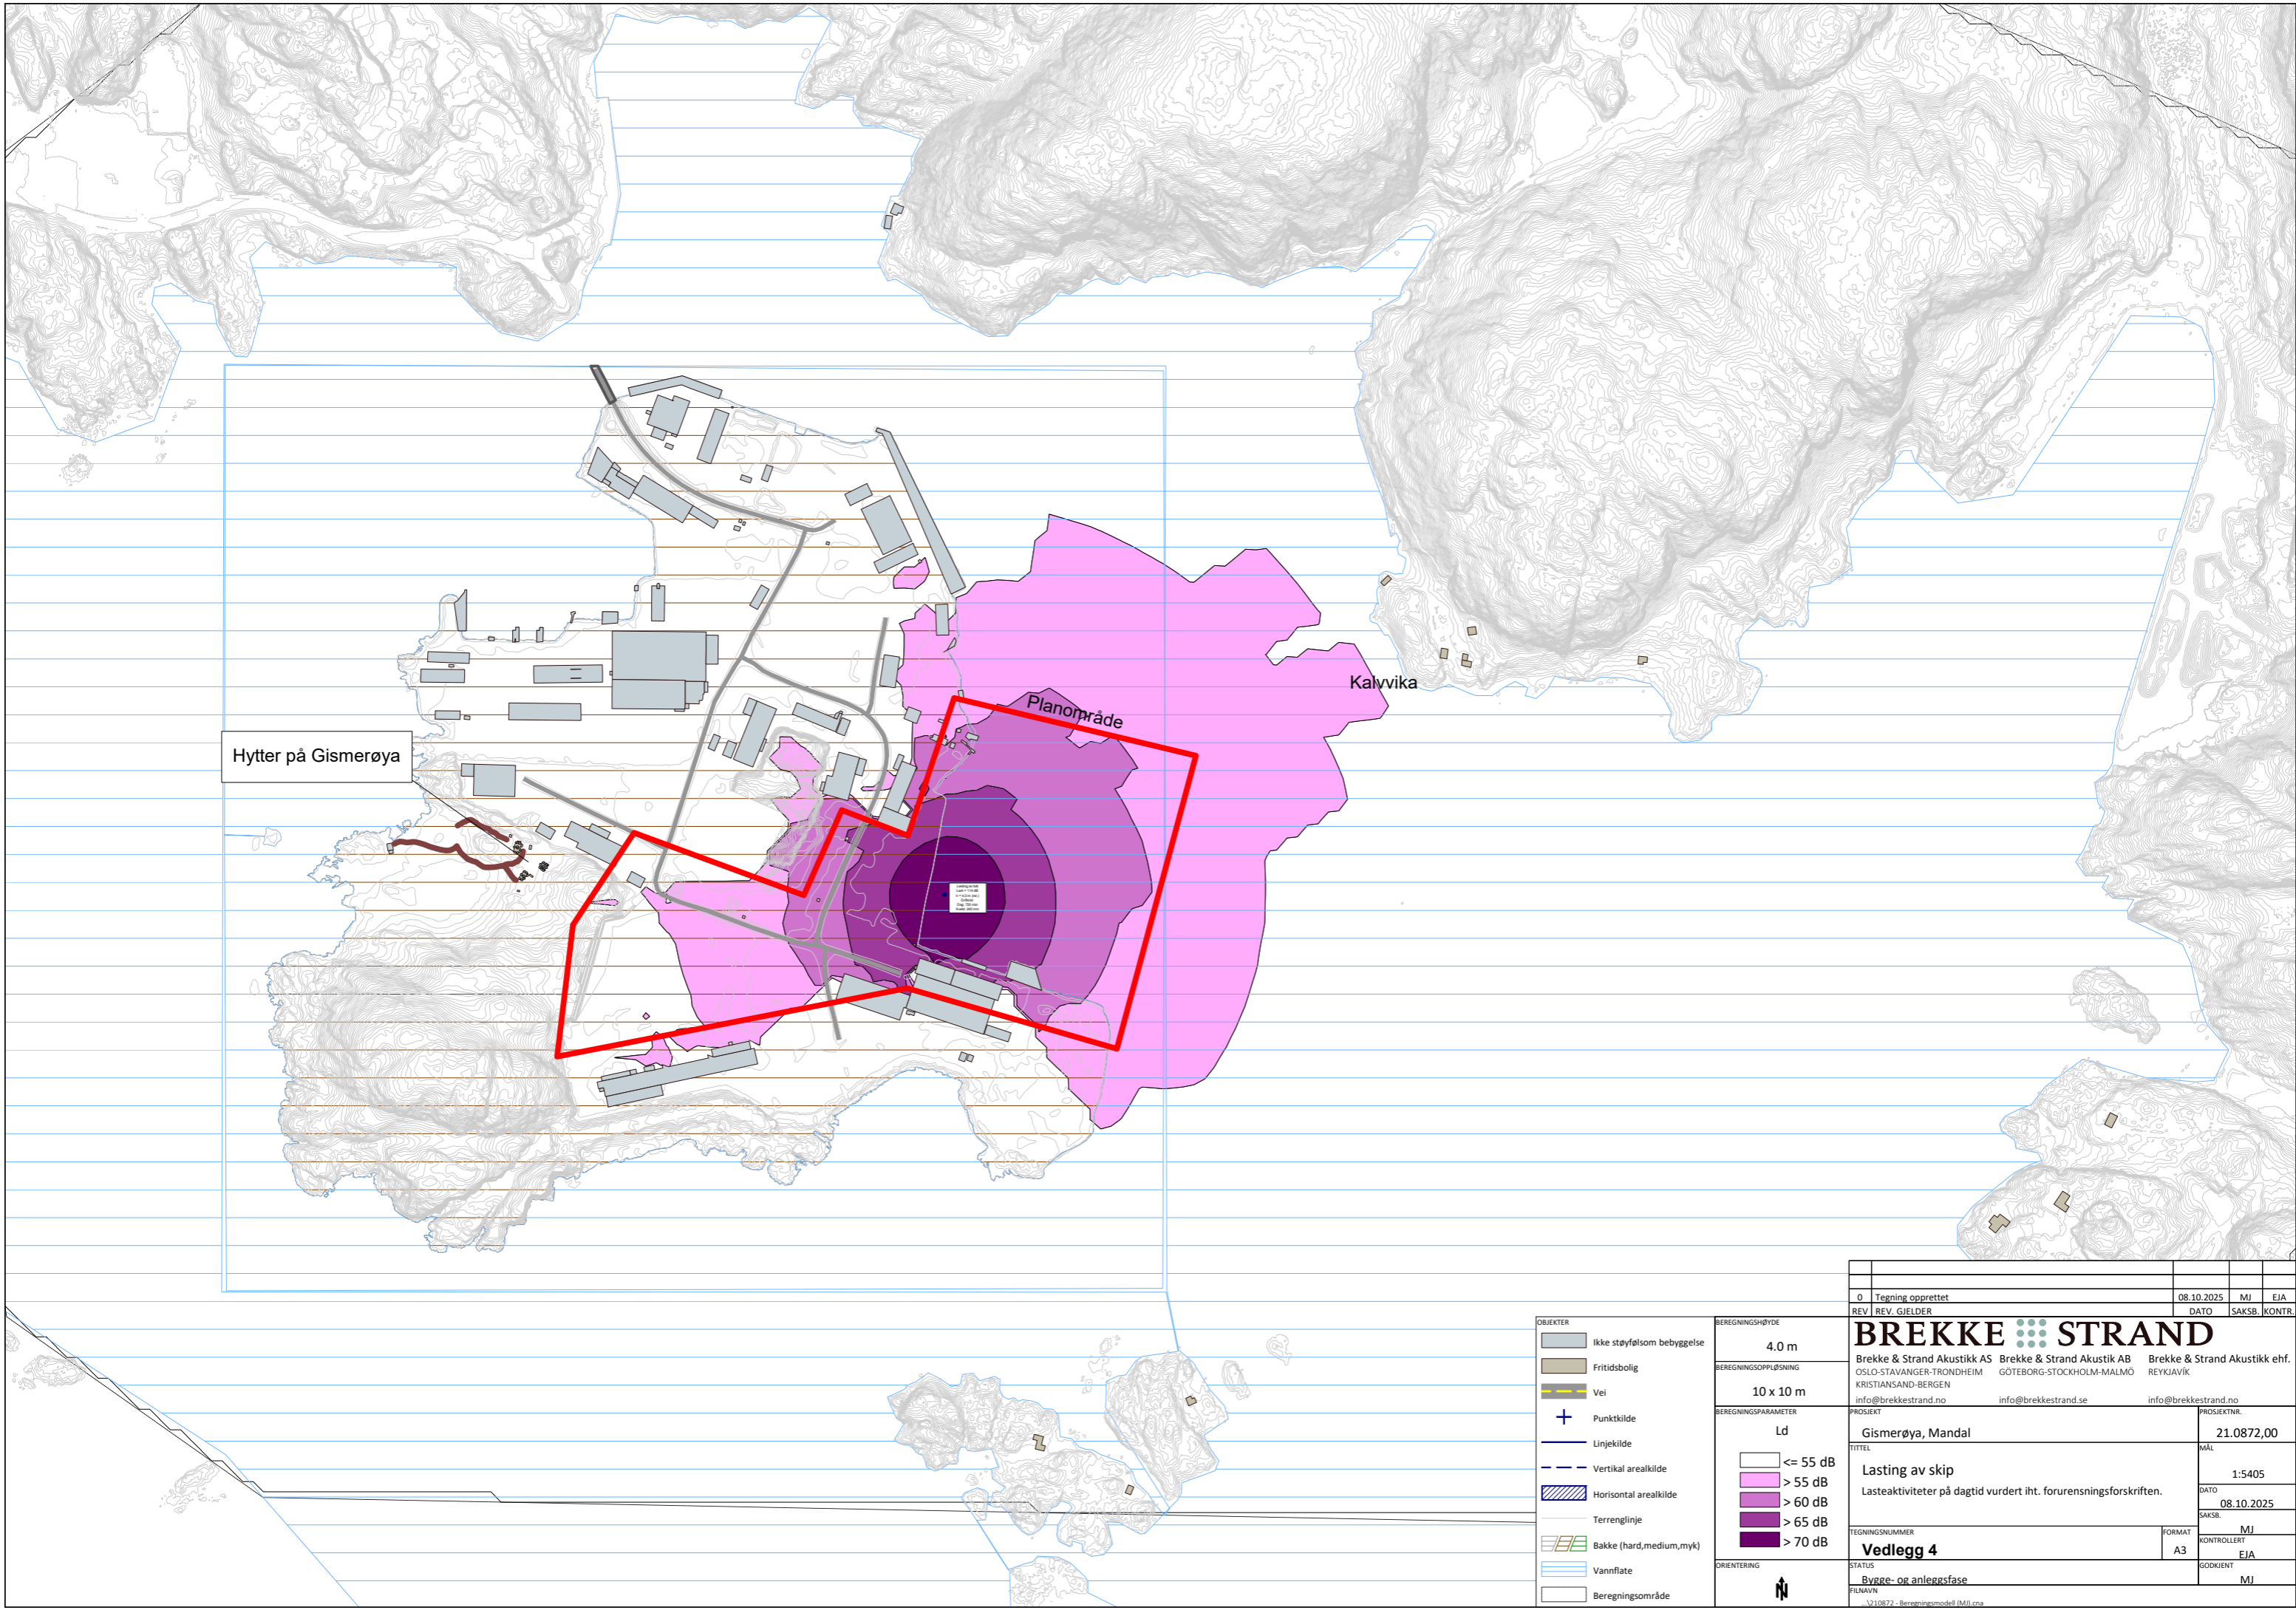 Planområde
Kalvvika
Hytter på Gismerøya
OBJEKTER
Ikke støyfølsom bebyggelse
Fritidsbolig
Vei
Punktkilde
Linjekilde
Vertikal arealkilde
Horisontal arealkilde
Terrenglinje
Bakke (hard,medium,myk)
Vannflate
Beregningsområde
BEREGNINGSHØYDE
4.0 m
BEREGNINGSOPPLØSNING
10 x 10 m
BEREGNINGSPARAMETER
Ld
<= 55 dB
> 55 dB
> 60 dB
> 65 dB
> 70 dB
ORIENTERING
N
0 Tegning opprettet 08.10.2025 MJ EJA
REV REV. GJELDER DATO SAKSB. KONTR.
BREKKE STRAND
Brekke & Strand Akustikk AS Brekke & Strand Akustik AB Brekke & Strand Akustikk ehf.
OSLO-STAVANGER-TRONDHEIM GÖTEBORG-STOCKHOLM-MALMÖ REYKJAVÍK
KRISTIANSAND-BERGEN
info@brekkestrand.no info@brekkestrand.se info@brekkestrand.no
PROSJEKT
Gismerøya, Mandal
PROSJEKTNR.
21.0872,00
TITTEL
Lasting av skip
Lasteaktiviteter på dagtid vurdert iht. forurensningsforskriften.
MÅL
1:5405
DATO
08.10.2025
SAKSB.
MJ
TEGNINGSNUMMER
Vedlegg 4
FORMAT
A3
KONTROLLERT
EJA
STATUS
Bygge- og anleggsfase
GODKJENT
MJ
FILNAVN
...\210872 - Beregningsmodell (MJ).cna